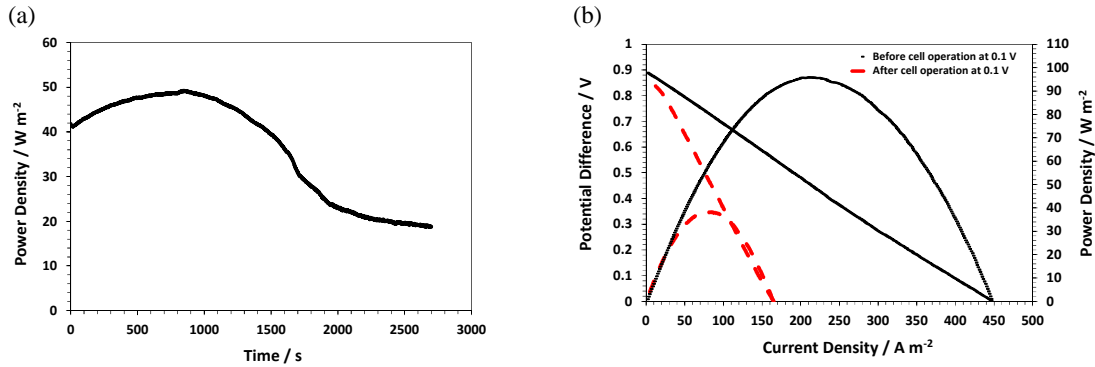 (a)
60
50
40
30
20
10
0
0 500 1000 1500 2000 2500 3000
Power Density / W m-2
Time / s
(b)
1
0.9
0.8
0.7
0.6
0.5
0.4
0.3
0.2
0.1
0
0 50 100 150 200 250 300 350 400 450 500
110
100
90
80
70
60
50
40
30
20
10
0
Before cell operation at 0.1 V
After cell operation at 0.1 V
Potential Difference / V
Power Density / W m-2
Current Density / A m-2